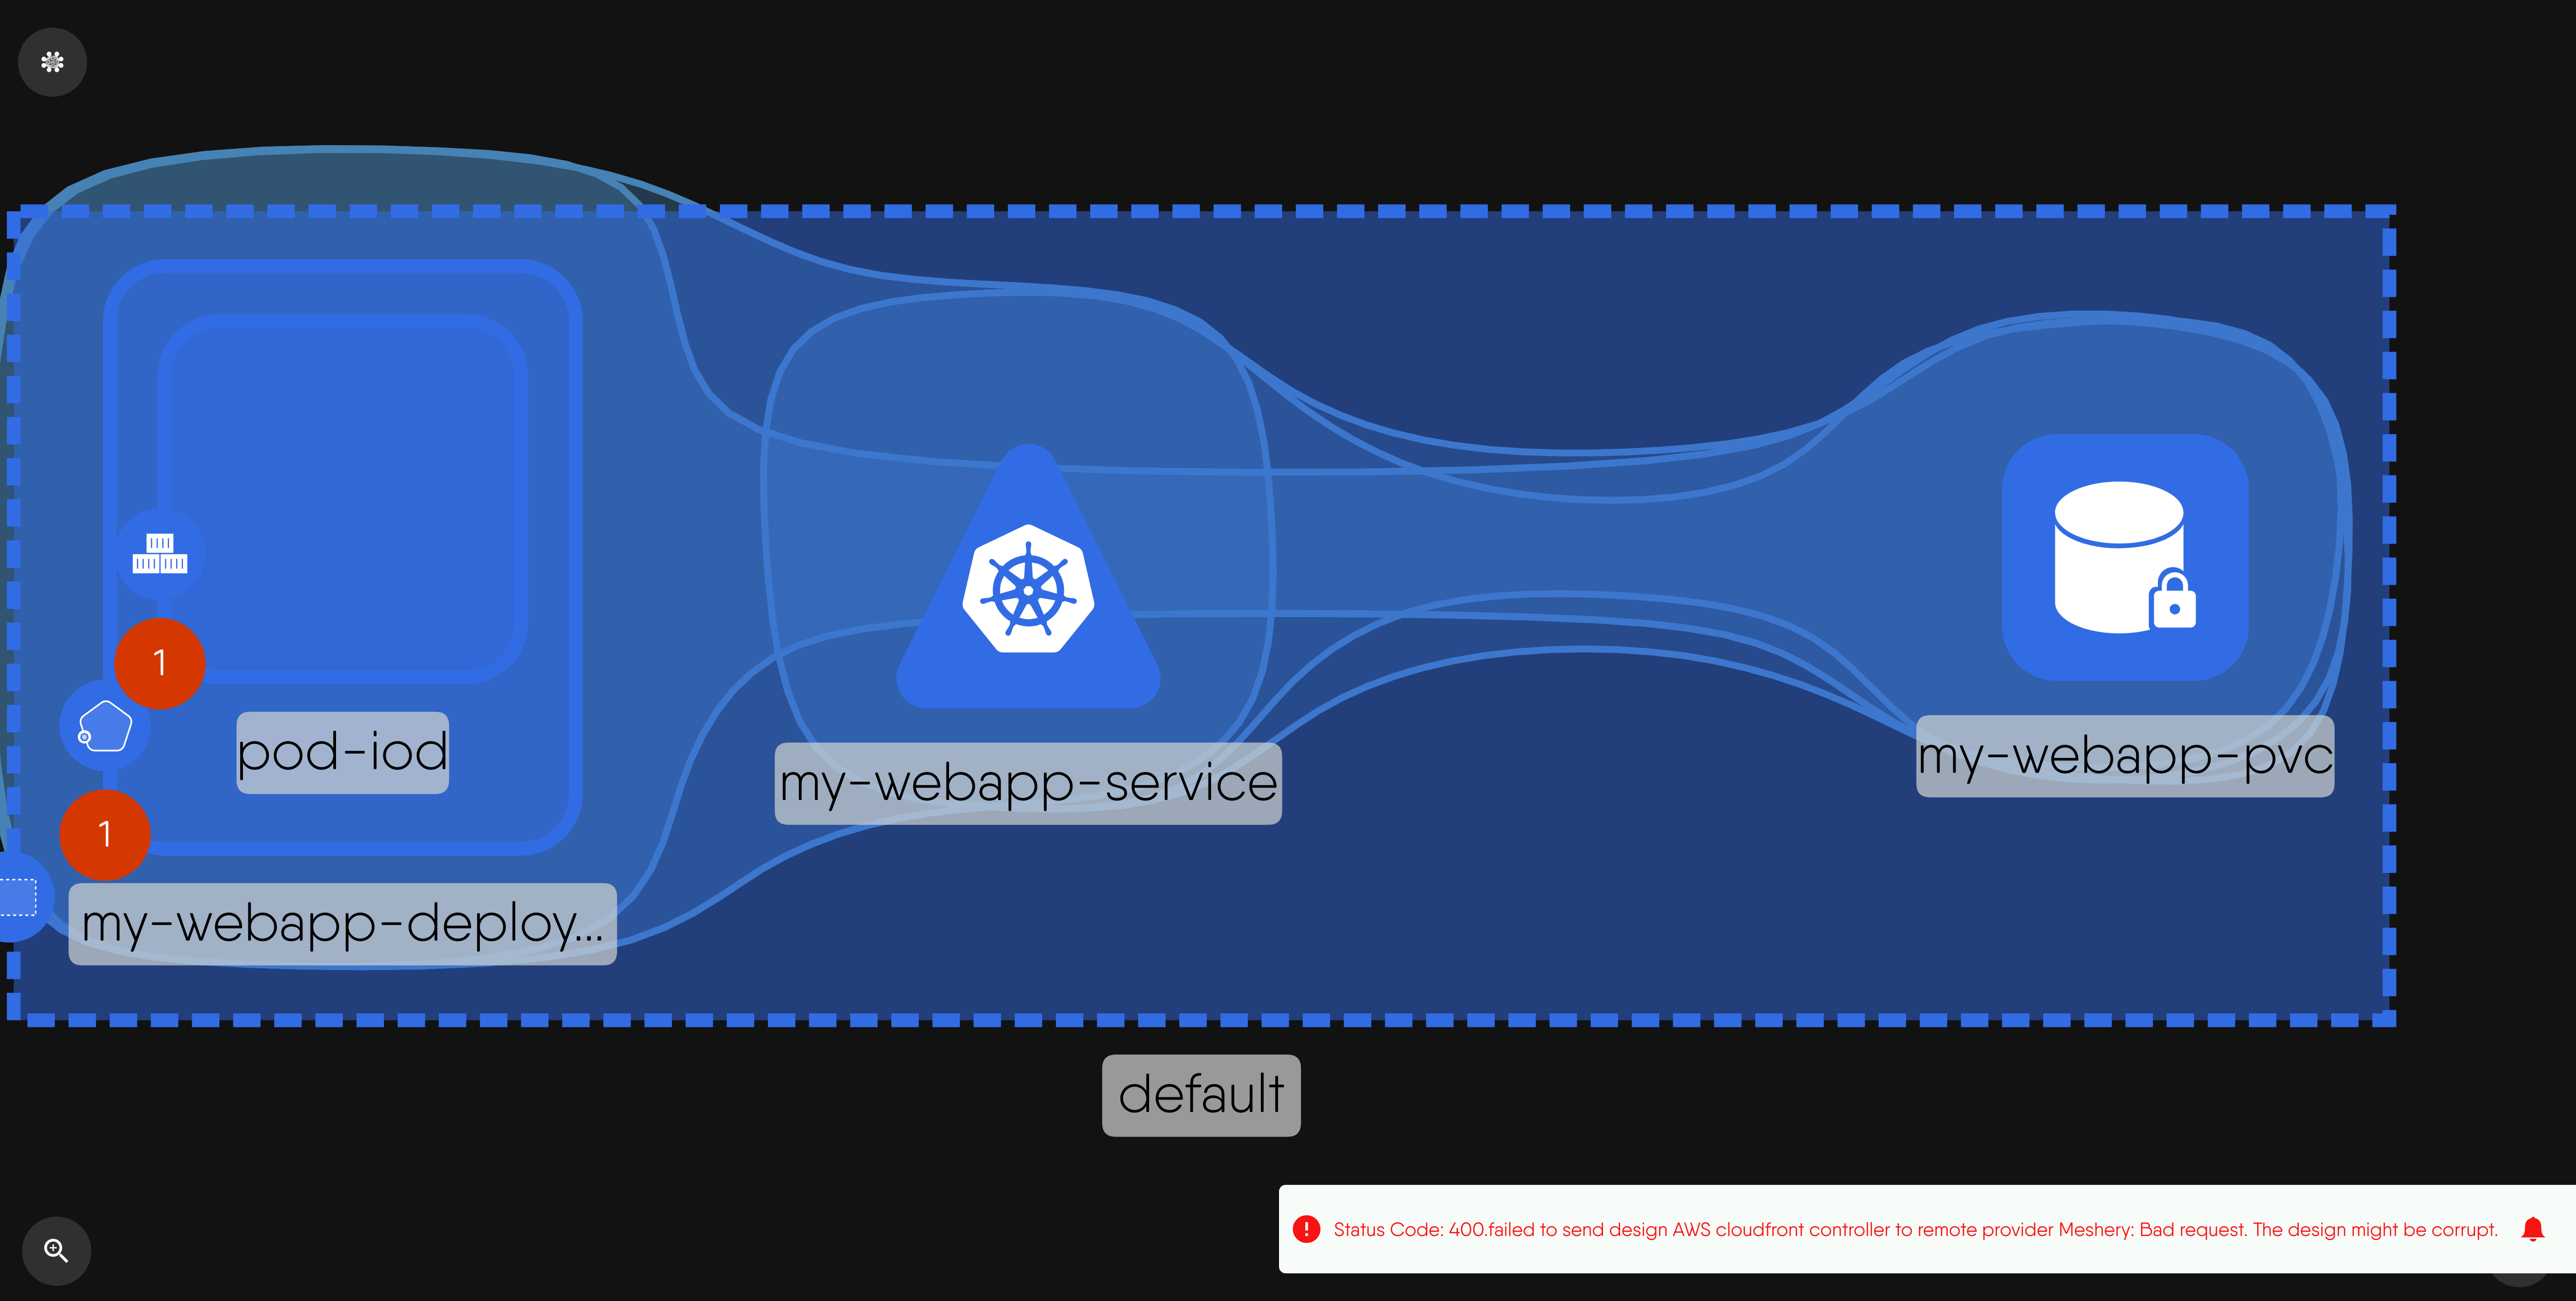 1
pod-iod
my-webapp-service
my-webapp-pvc
1
my-webapp-deploy...
default
Status Code: 400.failed to send design AWS cloudfront controller to remote provider Meshery: Bad request. The design might be corrupt.